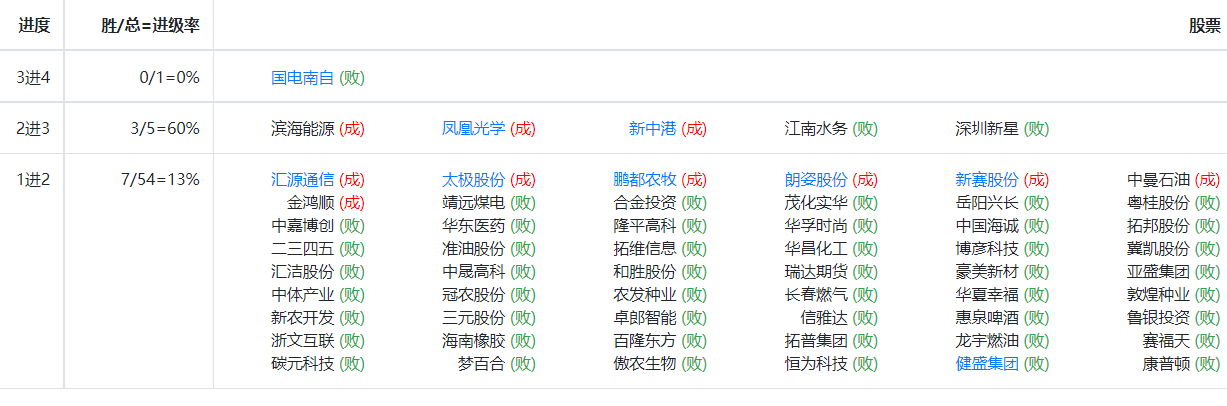 进度 胜/总=进级率 股票
3进4 0/1=0% 国电南自 (败)
2进3 3/5=60% 滨海能源 (成) 凤凰光学 (成) 新中港 (成) 江南水务 (败) 深圳新星 (败)
1进2 7/54=13% 汇源通信 (成) 太极股份 (成) 鹏都农牧 (成) 朗姿股份 (成) 新赛股份 (成) 中曼石油 (成)
金鸿顺 (成) 靖远煤电 (败) 合金投资 (败) 茂化实华 (败) 岳阳兴长 (败) 粤桂股份 (败)
中嘉博创 (败) 华东医药 (败) 隆平高科 (败) 华孚时尚 (败) 中国海诚 (败) 拓邦股份 (败)
二三四五 (败) 准油股份 (败) 拓维信息 (败) 华昌化工 (败) 博彦科技 (败) 冀凯股份 (败)
汇洁股份 (败) 中晟高科 (败) 和胜股份 (败) 瑞达期货 (败) 豪美新材 (败) 亚盛集团 (败)
中体产业 (败) 冠农股份 (败) 农发种业 (败) 长春燃气 (败) 华夏幸福 (败) 敦煌种业 (败)
新农开发 (败) 三元股份 (败) 卓郎智能 (败) 信雅达 (败) 惠泉啤酒 (败) 鲁银投资 (败)
浙文互联 (败) 海南橡胶 (败) 百隆东方 (败) 拓普集团 (败) 龙宇燃油 (败) 赛福天 (败)
碳元科技 (败) 梦百合 (败) 傲农生物 (败) 恒为科技 (败) 健盛集团 (败) 康普顿 (败)